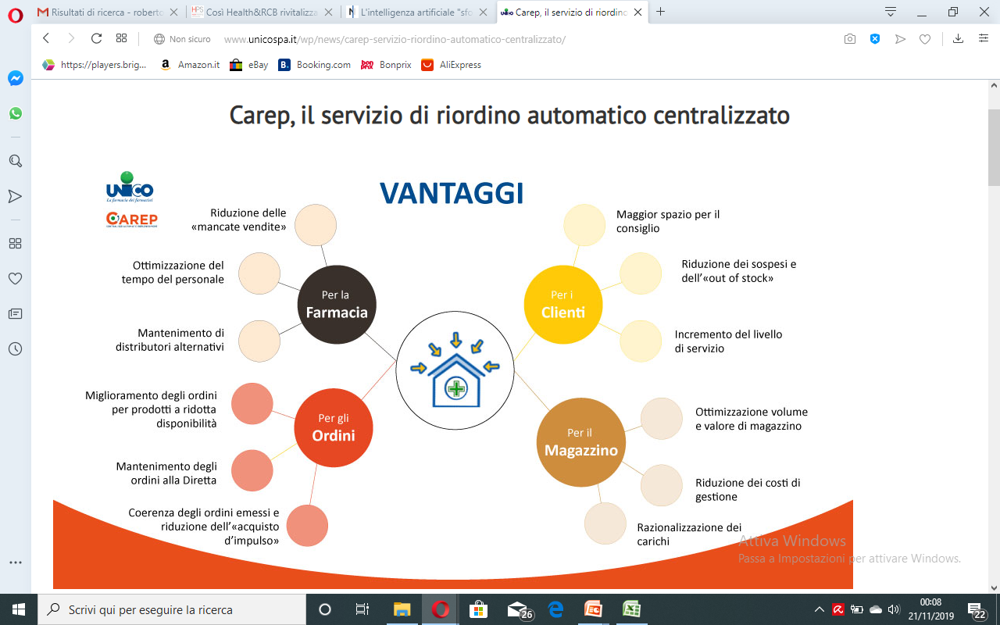 Risultati di ricerca - roberto
Così Health&RCB rivitalizza
L'intelligenza artificiale "sfo
Carep, il servizio di riordino
Non sicuro
www.unicospa.it/wp/news/carep-servizio-riordino-automatico-centralizzato/
https://players.brig...
Amazon.it
eBay
Booking.com
Bonprix
AliExpress
Carep, il servizio di riordino automatico centralizzato
UNICO
La farmacia dei farmacisti
CAREP
VANTAGGI
Riduzione delle
«mancate vendite»
Ottimizzazione del
tempo del personale
Mantenimento di
distributori alternativi
Per la
Farmacia
Maggior spazio per il
consiglio
Riduzione dei sospesi e
dell'«out of stock»
Incremento del livello
di servizio
Per i
Clienti
Miglioramento degli ordini
per prodotti a ridotta
disponibilità
Mantenimento degli
ordini alla Diretta
Coerenza degli ordini emessi e
riduzione dell'«acquisto
d'impulso»
Per gli
Ordini
Ottimizzazione volume
e valore di magazzino
Riduzione dei costi di
gestione
Razionalizzazione dei
carichi
Per il
Magazzino
Attiva Windows
Passa a Impostazioni per attivare Windows.
Scrivi qui per eseguire la ricerca
26
00:08
21/11/2019
22